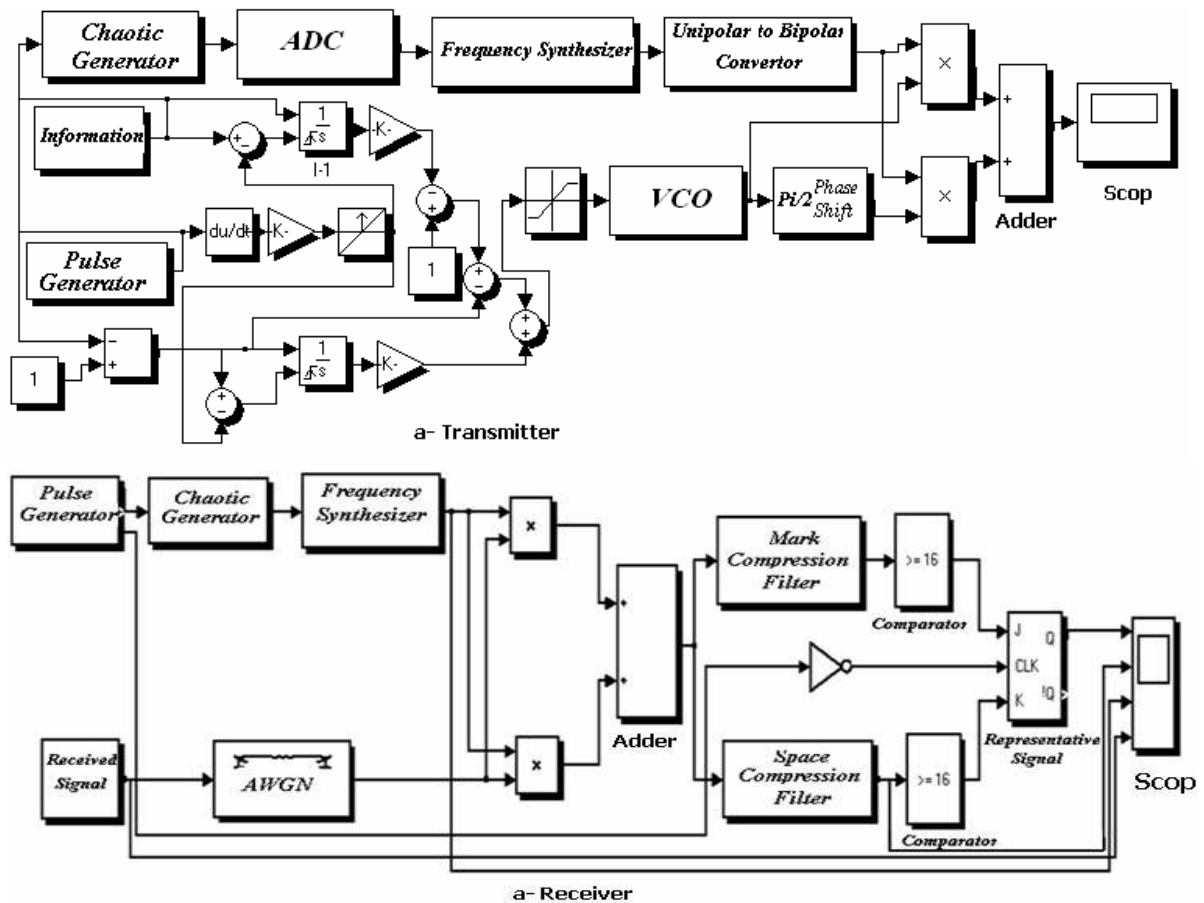 Chaotic
Generator
ADC
Frequency Synthesizer
Unipolar to Bipolar
Convertor
×
×
+
+
Adder
Scop
Information
+
-
1
s
I-1
-K-
-
+
1
+
-
+
+
VCO
Pi/2 Phase
Shift
Pulse
Generator
du/dt
K-
-
+
1
+
-
1
s
K-
a- Transmitter
Pulse
Generator
Chaotic
Generator
Frequency
Synthesizer
×
×
+
+
Adder
Mark
Compression
Filter
>= 16
Comparator
J Q
CLK
K !Q
Representative
Signal
Scop
Received
Signal
AWGN
Space
Compression
Filter
>= 16
Comparator
a- Receiver